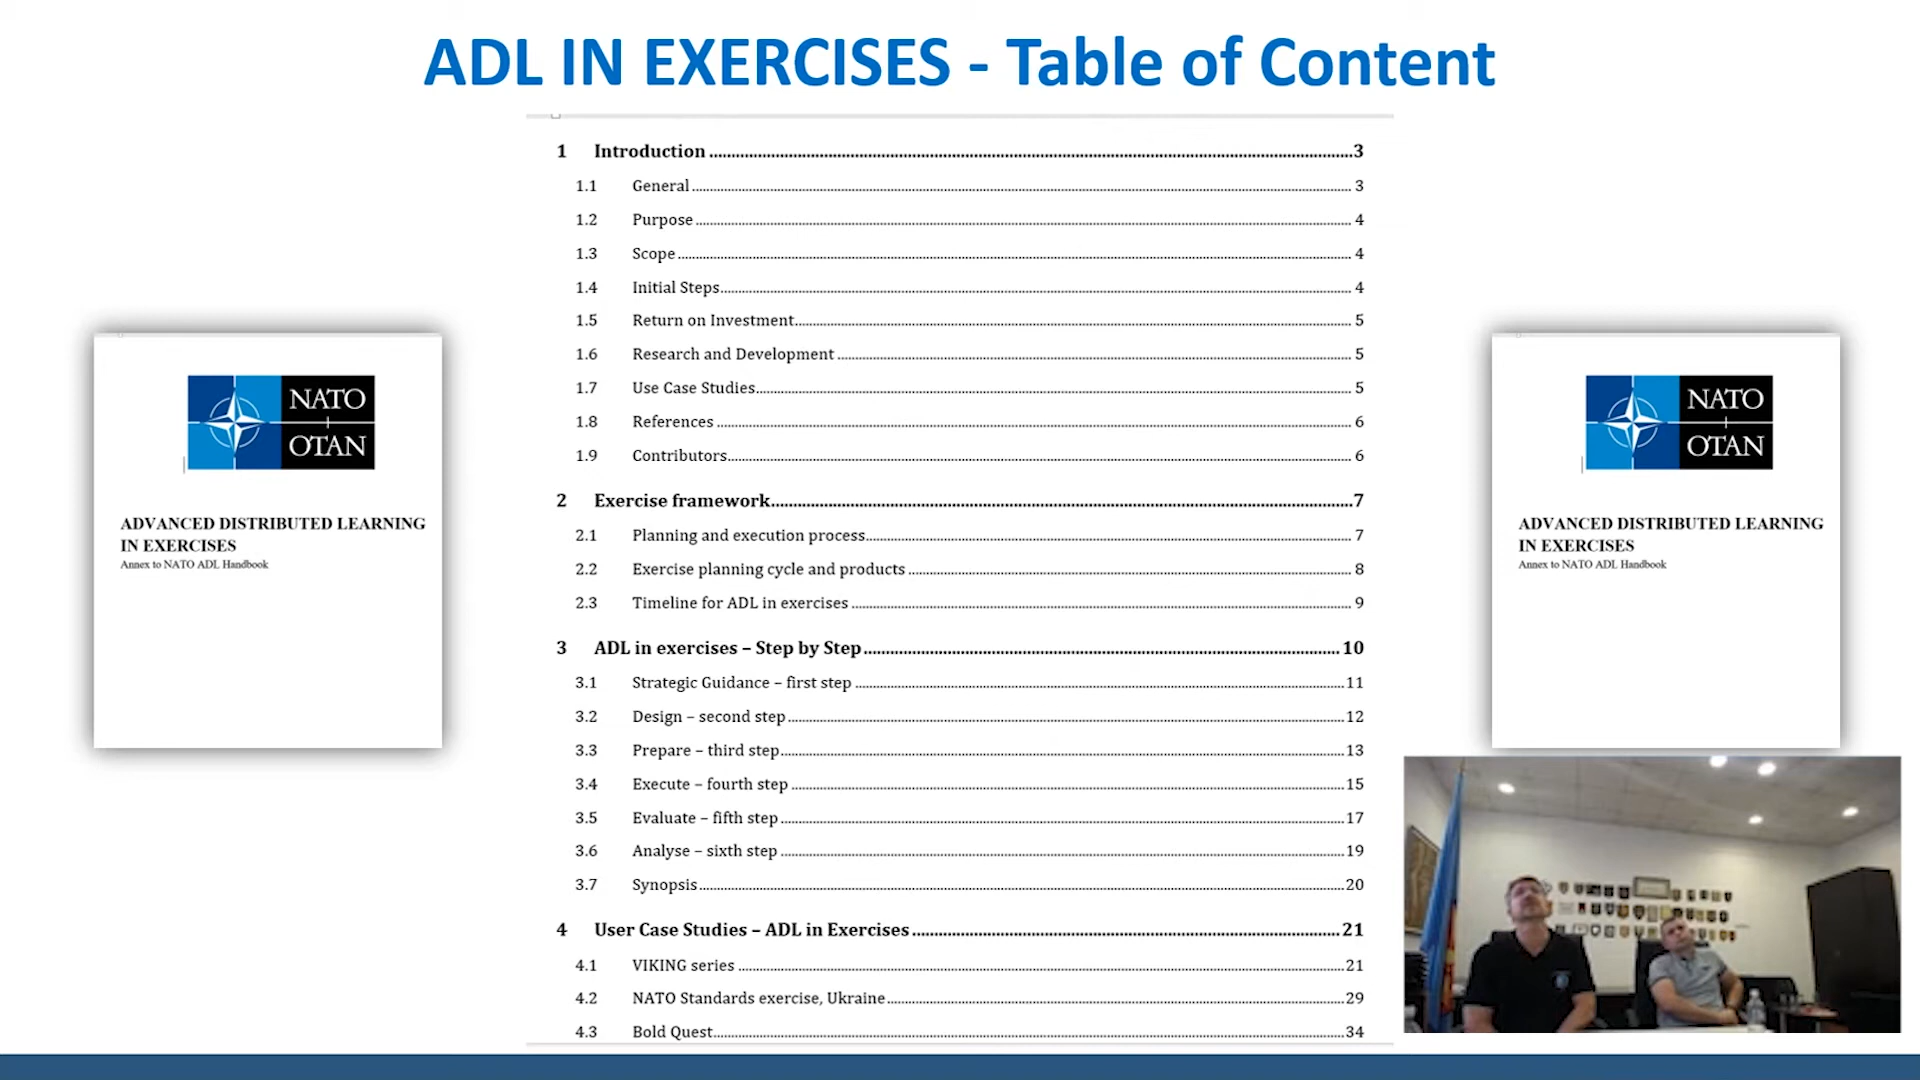 ADL IN EXERCISES - Table of Content
1 Introduction 3
1.1 General 3
1.2 Purpose 4
1.3 Scope 4
1.4 Initial Steps 4
1.5 Return on Investment 5
1.6 Research and Development 5
1.7 Use Case Studies 5
1.8 References 6
1.9 Contributors 6
2 Exercise framework 7
2.1 Planning and execution process 7
2.2 Exercise planning cycle and products 8
2.3 Timeline for ADL in exercises 9
3 ADL in exercises – Step by Step 10
3.1 Strategic Guidance – first step 11
3.2 Design – second step 12
3.3 Prepare – third step 13
3.4 Execute – fourth step 15
3.5 Evaluate – fifth step 17
3.6 Analyse – sixth step 19
3.7 Synopsis 20
4 User Case Studies – ADL in Exercises 21
4.1 VIKING series 21
4.2 NATO Standards exercise, Ukraine 29
4.3 Bold Quest 34
NATO
OTAN
ADVANCED DISTRIBUTED LEARNING
IN EXERCISES
Annex to NATO ADL Handbook
NATO
OTAN
ADVANCED DISTRIBUTED LEARNING
IN EXERCISES
Annex to NATO ADL Handbook